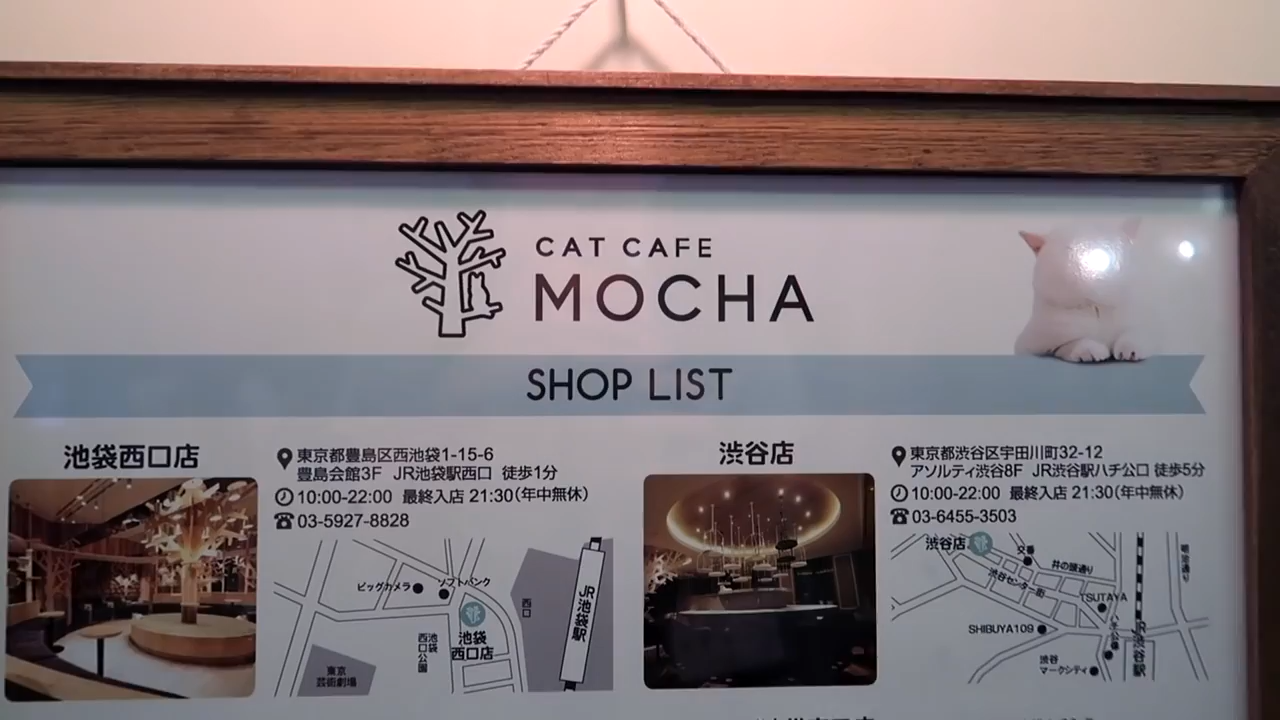 CAT CAFE
MOCHA
SHOP LIST
池袋西口店
東京都豊島区西池袋1-15-6
豊島会館3F JR池袋駅西口 徒歩1分
10:00-22:00 最終入店 21:30(年中無休)
03-5927-8828
ビックカメラ
ソフトバンク
西口
JR池袋駅
池袋
西口店
池袋
西口公園
東京
芸術劇場
渋谷店
東京都渋谷区宇田川町32-12
アソルティ渋谷8F JR渋谷駅ハチ公口 徒歩5分
10:00-22:00 最終入店 21:30(年中無休)
03-6455-3503
渋谷店
交番
井の頭通り
渋谷センター街
TSUTAYA
明治通り
SHIBUYA109
渋谷
マークシティ